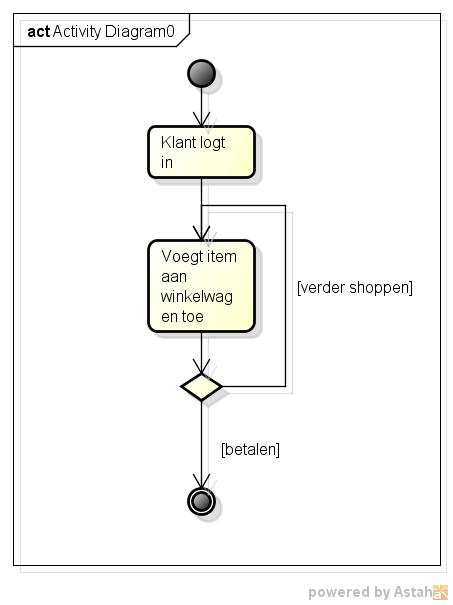 act Activity Diagram0
Klant logt
in
Voegt item
aan
winkelwag
en toe
[verder shoppen]
[betalen]
powered by Astah